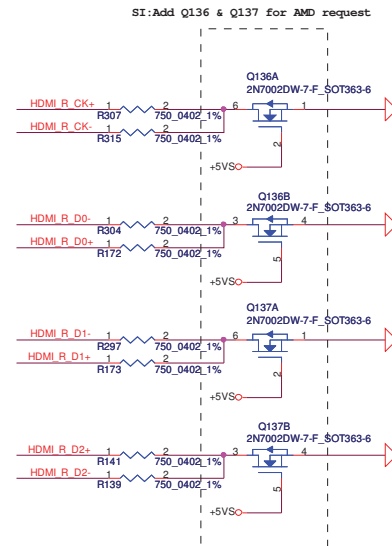 SI:Add Q136 & Q137 for AMD request
Q136A
2N7002DW-7-F_SOT363-6
HDMI_R_CK+ 1 2 6 1
R307 750_0402_1%
HDMI_R_CK- 1 2
R315 750_0402_1%
2
+5VS
Q136B
2N7002DW-7-F_SOT363-6
HDMI_R_D0- 1 2 3 4
R304 750_0402_1%
HDMI_R_D0+ 1 2
R172 750_0402_1%
5
+5VS
Q137A
2N7002DW-7-F_SOT363-6
HDMI_R_D1- 1 2 6 1
R297 750_0402_1%
HDMI_R_D1+ 1 2
R173 750_0402_1%
2
+5VS
Q137B
2N7002DW-7-F_SOT363-6
HDMI_R_D2+ 1 2 3 4
R141 750_0402_1%
HDMI_R_D2- 1 2
R139 750_0402_1%
5
+5VS